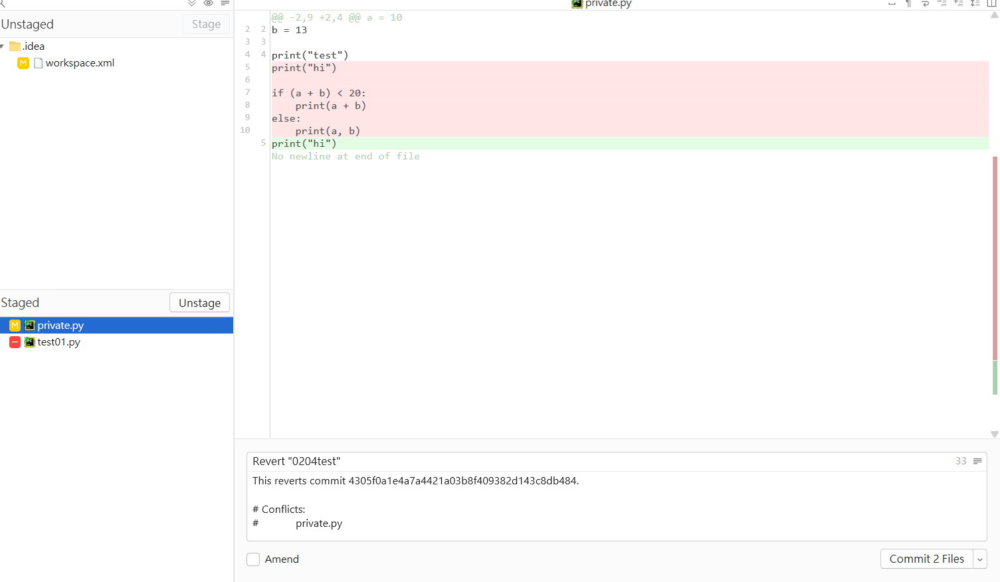 private.py
Unstaged
Stage
.idea
M workspace.xml
@@ -2,9 +2,4 @@ a = 10
2 2 b = 13
3 3
4 4 print("test")
5 print("hi")
6
7 if (a + b) < 20:
8 print(a + b)
9 else:
10 print(a, b)
5 print("hi")
No newline at end of file
Staged
Unstage
M private.py
test01.py
Revert "0204test"
33
This reverts commit 4305f0a1e4a7a4421a03b8f409382d143c8db484.
# Conflicts:
# private.py
Amend
Commit 2 Files